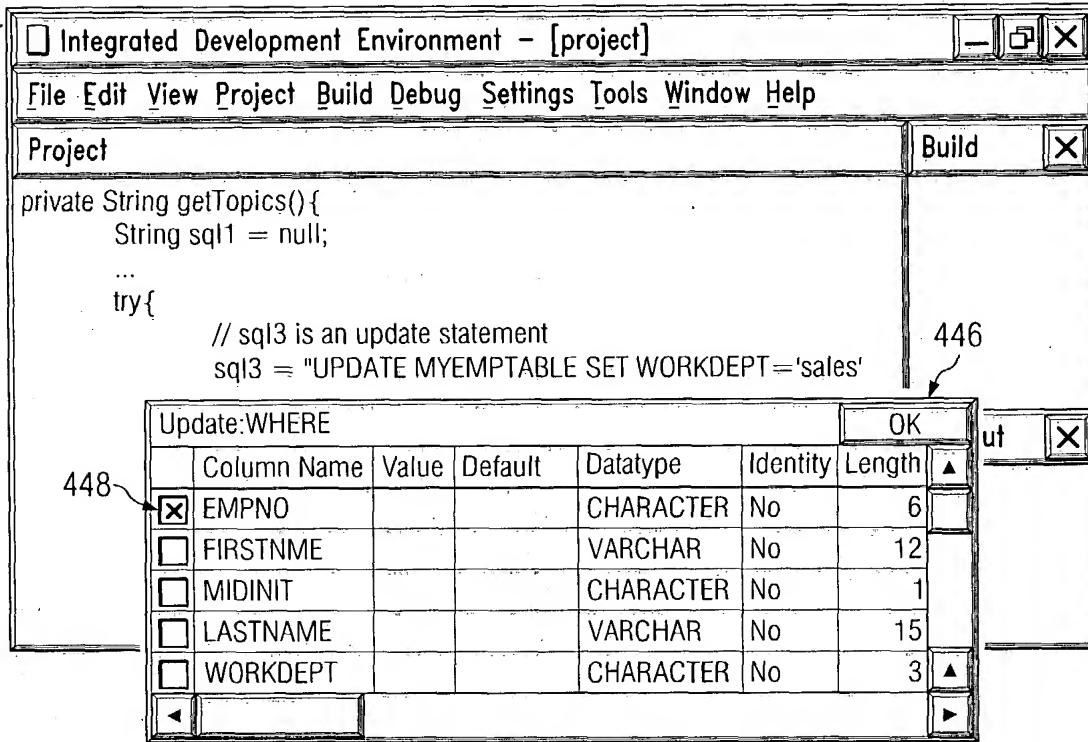 Integrated Development Environment – [project]
File Edit View Project Build Debug Settings Tools Window Help
Project Build
private String getTopics(){
String sql1 = null;
...
try{
// sql3 is an update statement
sql3 = "UPDATE MYEMPTABLE SET WORKDEPT='sales'
446
Update:WHERE OK
ut
Column Name Value Default Datatype Identity Length
448
EMPNO CHARACTER No 6
FIRSTNME VARCHAR No 12
MIDINIT CHARACTER No 1
LASTNAME VARCHAR No 15
WORKDEPT CHARACTER No 3